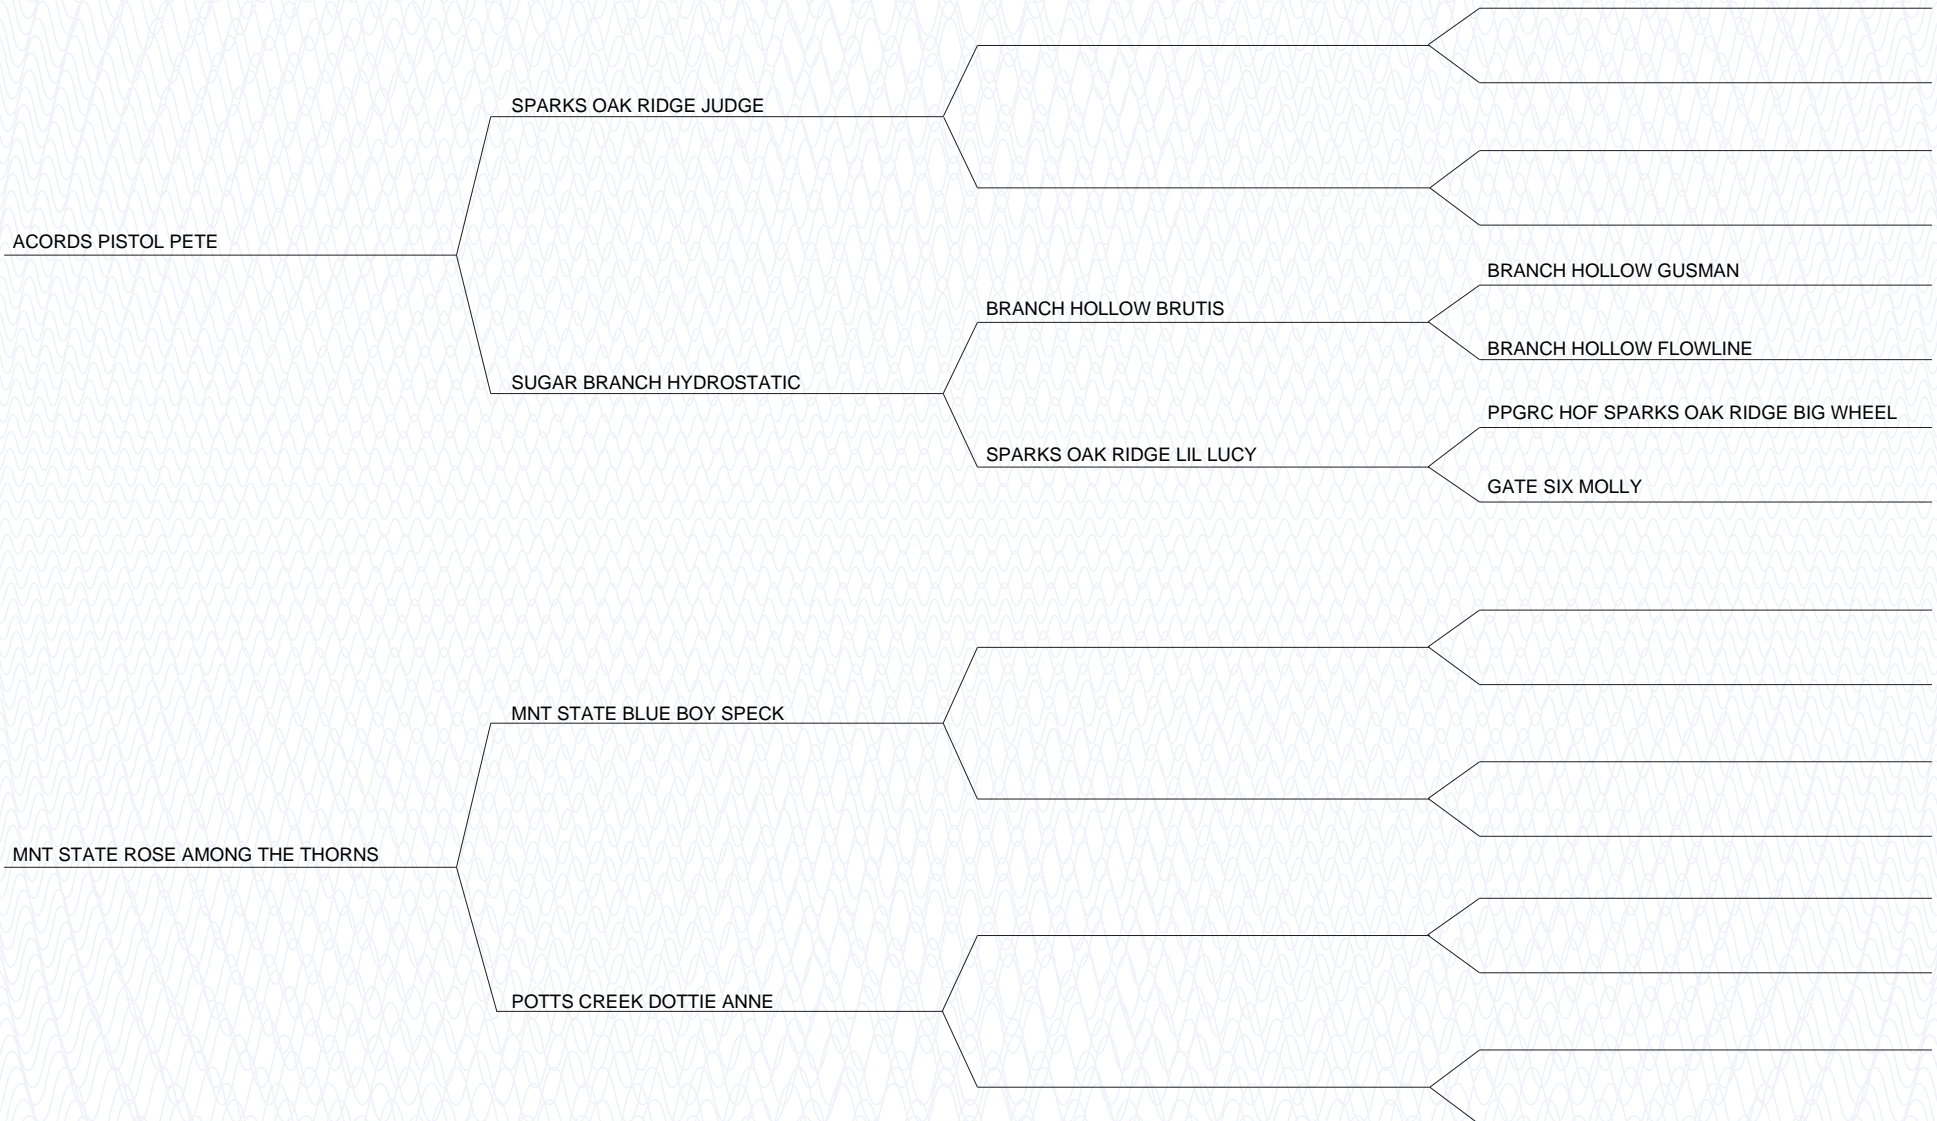 SPARKS OAK RIDGE JUDGE
ACORDS PISTOL PETE
BRANCH HOLLOW GUSMAN
BRANCH HOLLOW BRUTIS
BRANCH HOLLOW FLOWLINE
SUGAR BRANCH HYDROSTATIC
PPGRC HOF SPARKS OAK RIDGE BIG WHEEL
SPARKS OAK RIDGE LIL LUCY
GATE SIX MOLLY
MNT STATE BLUE BOY SPECK
MNT STATE ROSE AMONG THE THORNS
POTTS CREEK DOTTIE ANNE